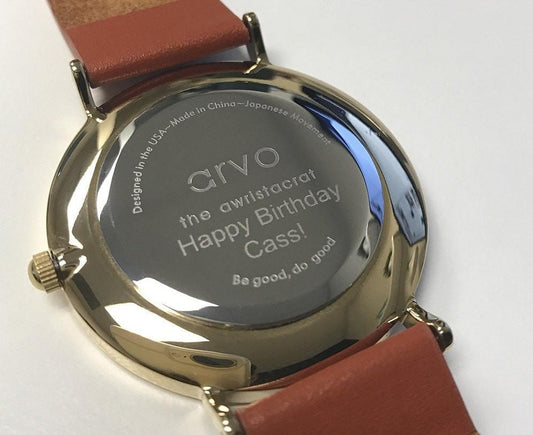 Designed in the USA~Made in China~Japanese Movement
arvo
the awristacrat
Happy Birthday
Cass!
Be good, do good